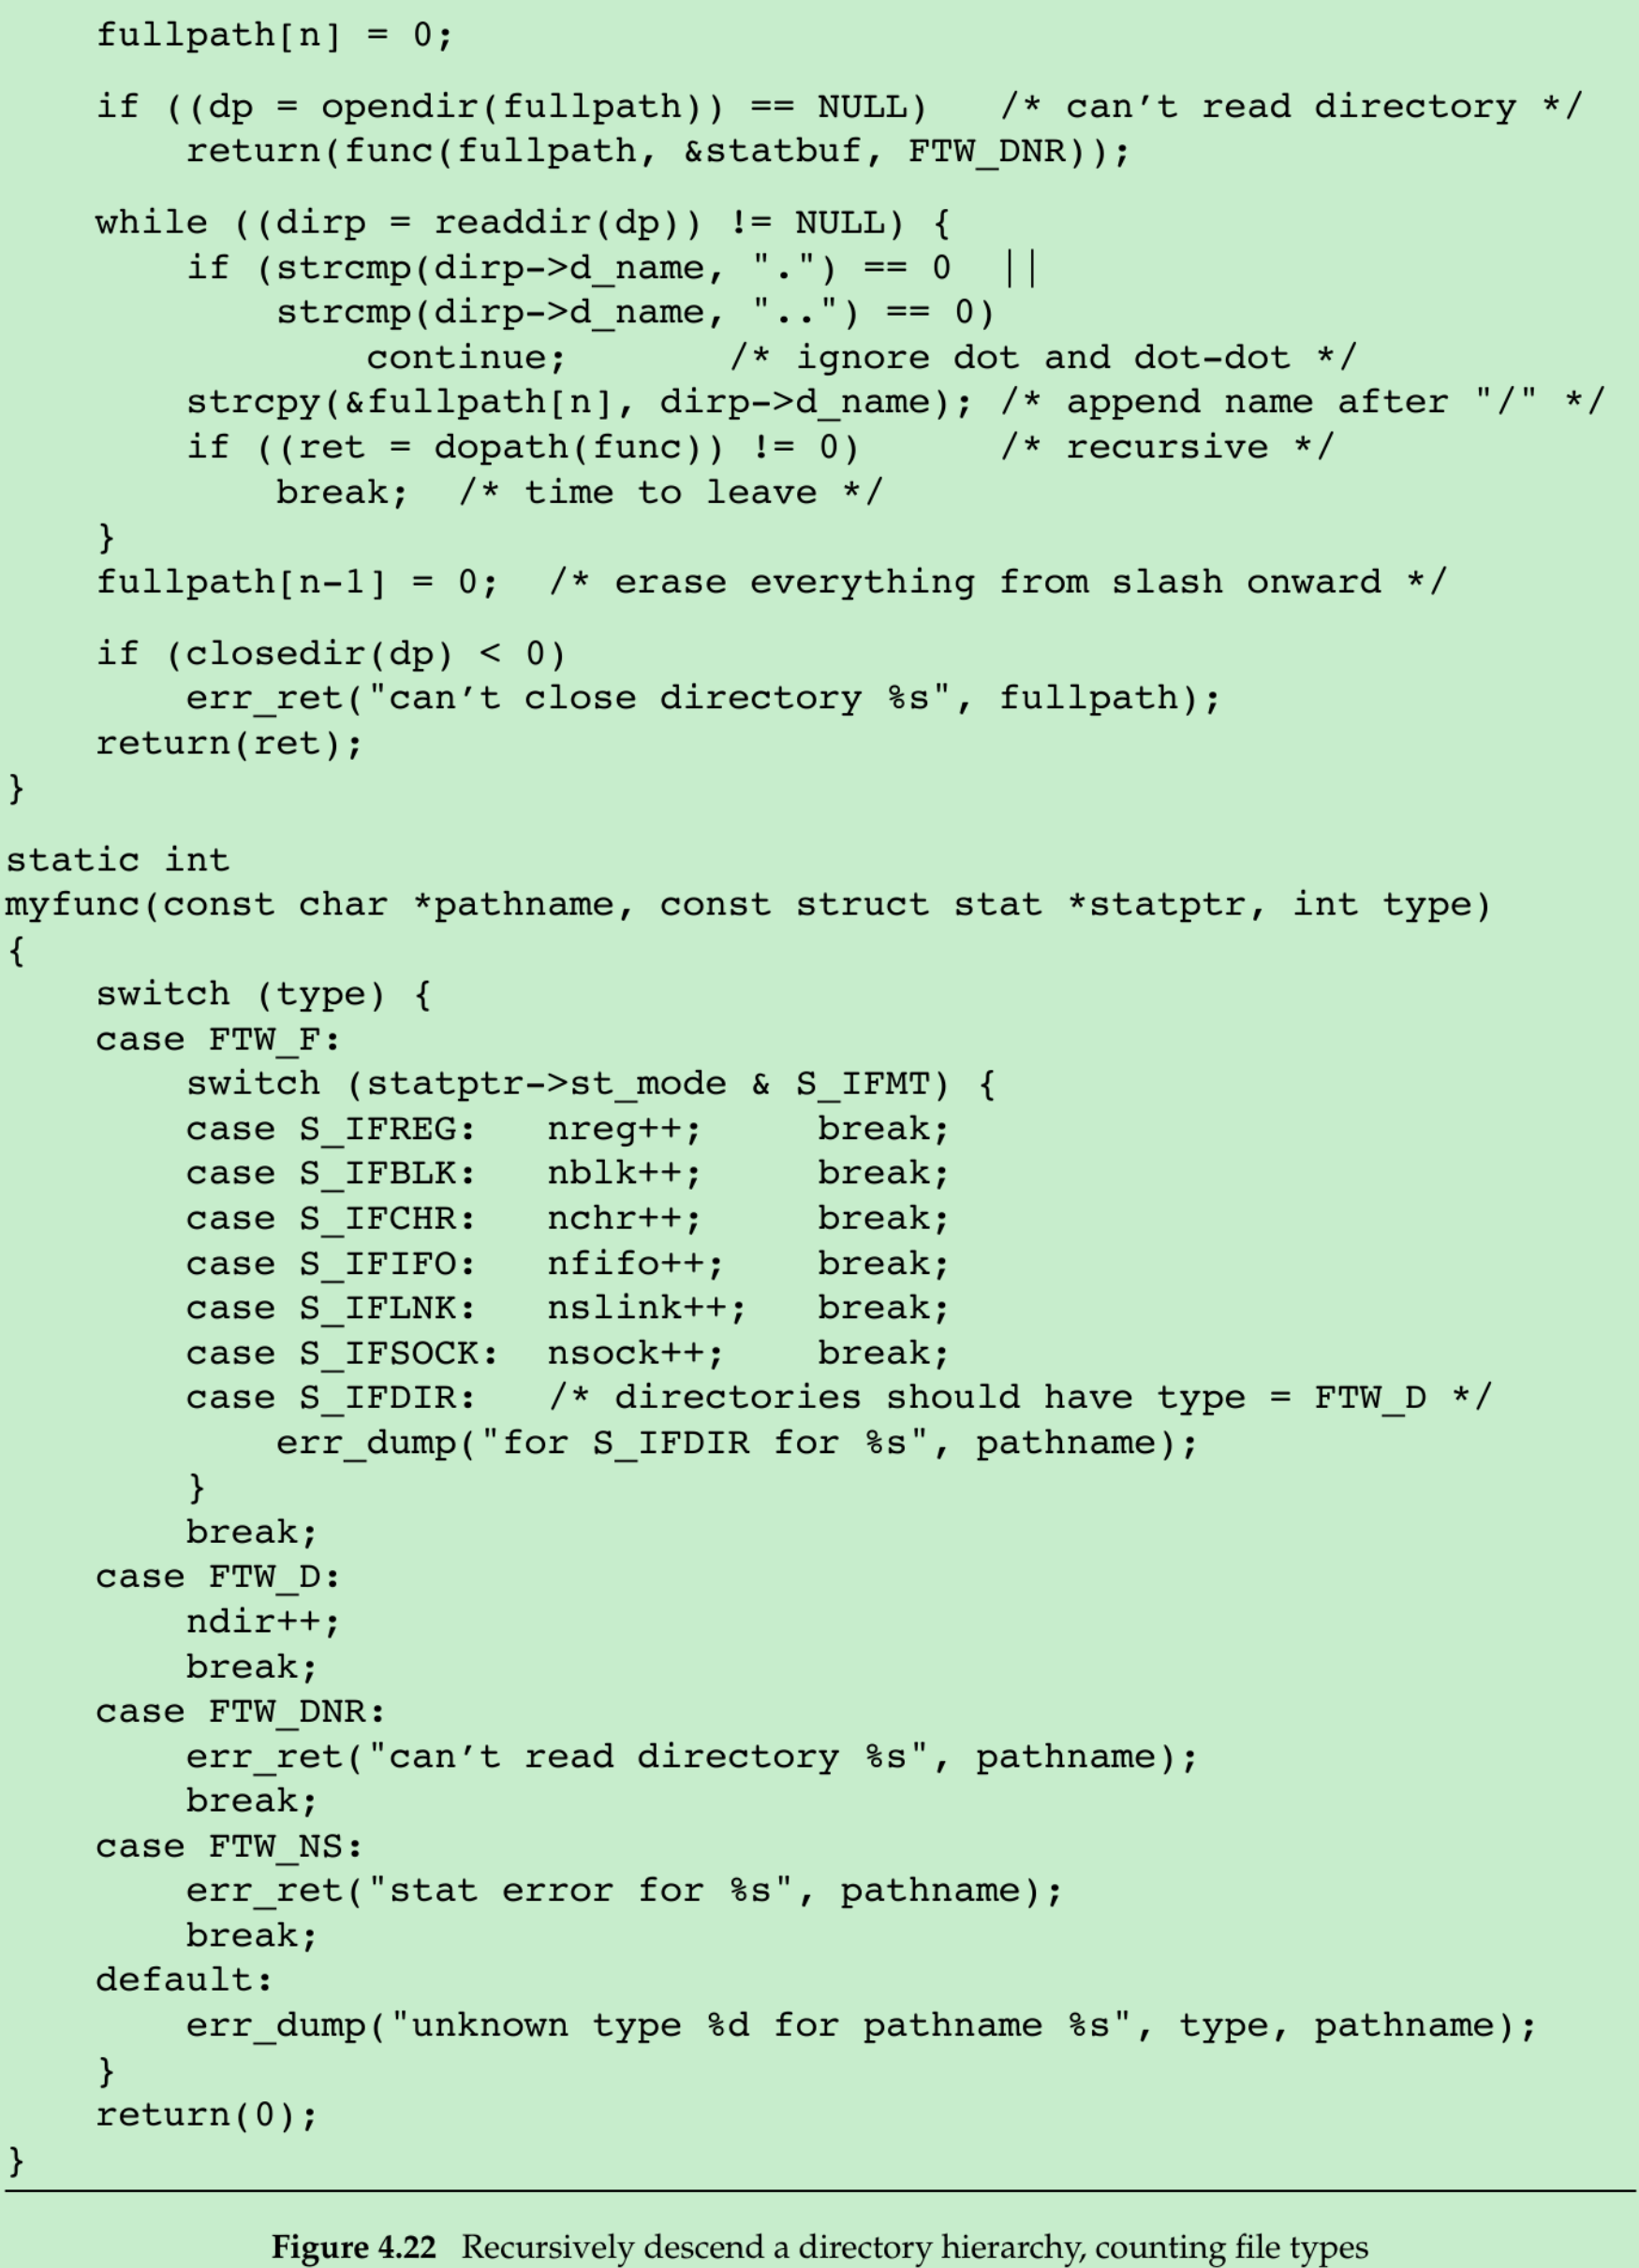 fullpath[n] = 0;
if ((dp = opendir(fullpath)) == NULL)   /* can't read directory */
return(func(fullpath, &statbuf, FTW_DNR));
while ((dirp = readdir(dp)) != NULL) {
if (strcmp(dirp->d_name, ".") == 0   ||
strcmp(dirp->d_name, "..") == 0)
continue;       /* ignore dot and dot-dot */
strcpy(&fullpath[n], dirp->d_name); /* append name after "/" */
if ((ret = dopath(func)) != 0)      /* recursive */
break;  /* time to leave */
}
fullpath[n-1] = 0;  /* erase everything from slash onward */
if (closedir(dp) < 0)
err_ret("can't close directory %s", fullpath);
return(ret);
}
static int
myfunc(const char *pathname, const struct stat *statptr, int type)
{
switch (type) {
case FTW_F:
switch (statptr->st_mode & S_IFMT) {
case S_IFREG:   nreg++;     break;
case S_IFBLK:   nblk++;     break;
case S_IFCHR:   nchr++;     break;
case S_IFIFO:   nfifo++;    break;
case S_IFLNK:   nslink++;   break;
case S_IFSOCK:  nsock++;    break;
case S_IFDIR:   /* directories should have type = FTW_D */
err_dump("for S_IFDIR for %s", pathname);
}
break;
case FTW_D:
ndir++;
break;
case FTW_DNR:
err_ret("can't read directory %s", pathname);
break;
case FTW_NS:
err_ret("stat error for %s", pathname);
break;
default:
err_dump("unknown type %d for pathname %s", type, pathname);
}
return(0);
}
Figure 4.22   Recursively descend a directory hierarchy, counting file types